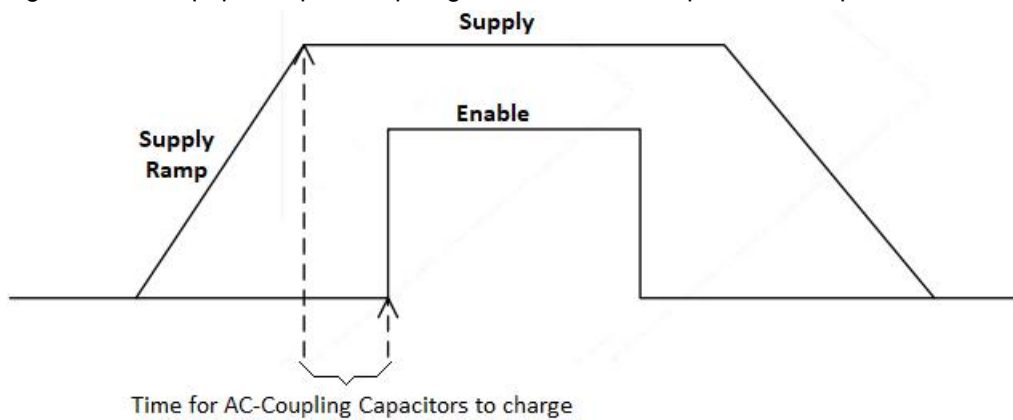 Supply
Enable
Supply
Ramp
Time for AC-Coupling Capacitors to charge